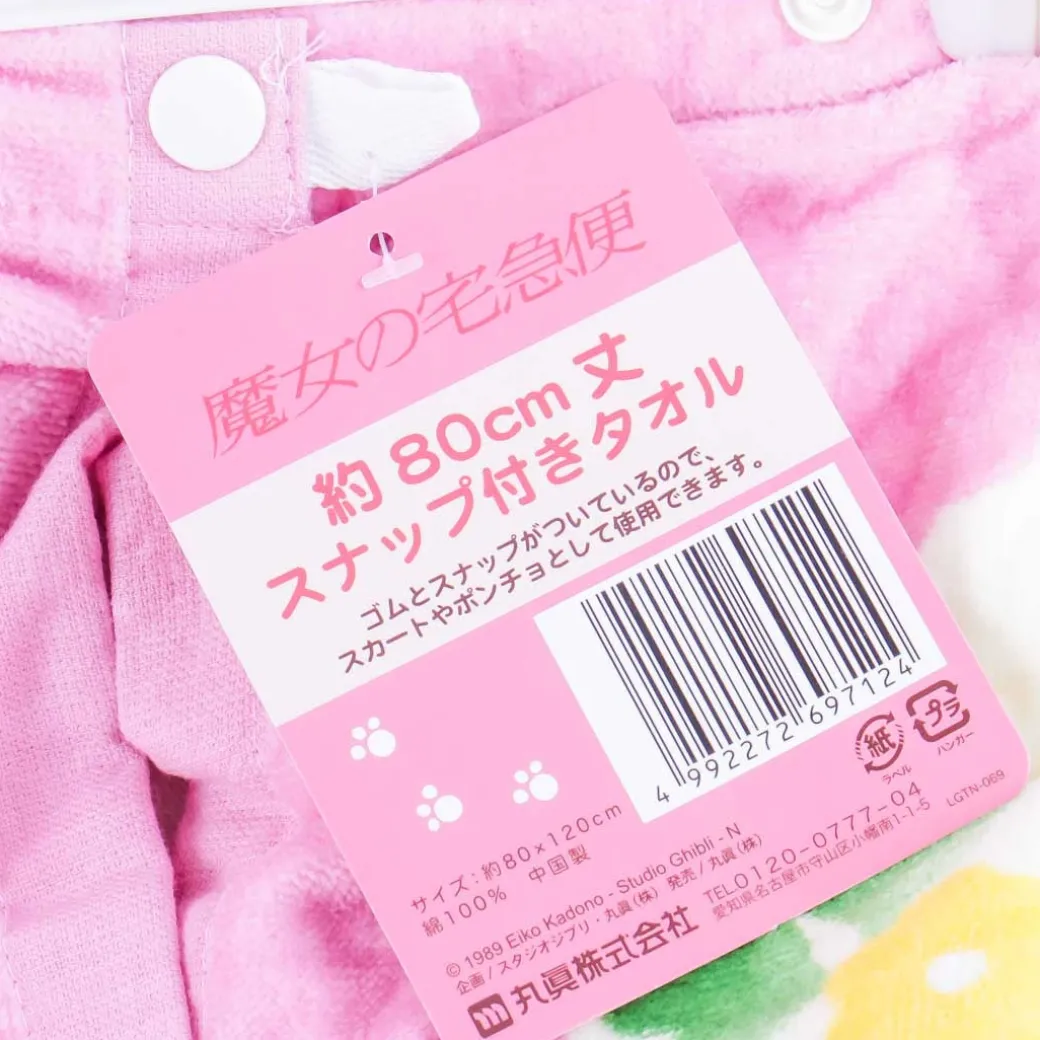 魔女の宅急便
約80cm丈
スナップ付きタオル
ゴムとスナップがついているので、
スカートやポンチョとして使用できます。
4 992272 697124
紙
ラベル
プラ
ハンガー
サイズ:約80×120cm
綿100% 中国製
LGTN-069
© 1989 Eiko Kadono - Studio Ghibli - N
企画/スタジオジブリ・丸眞(株) 発売/丸眞(株)
丸眞株式会社
TEL0120-0777-04
愛知県名古屋市守山区小幡南1-1-5